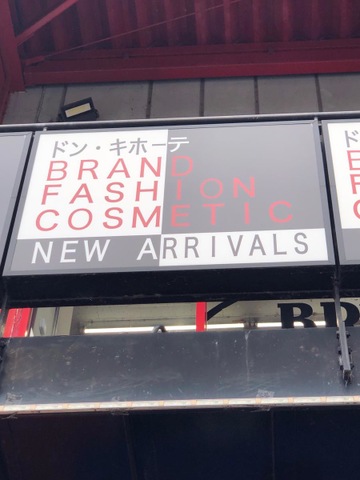 ドン・キホーテ
BRAND
FASHION
COSMETIC
NEW ARRIVALS